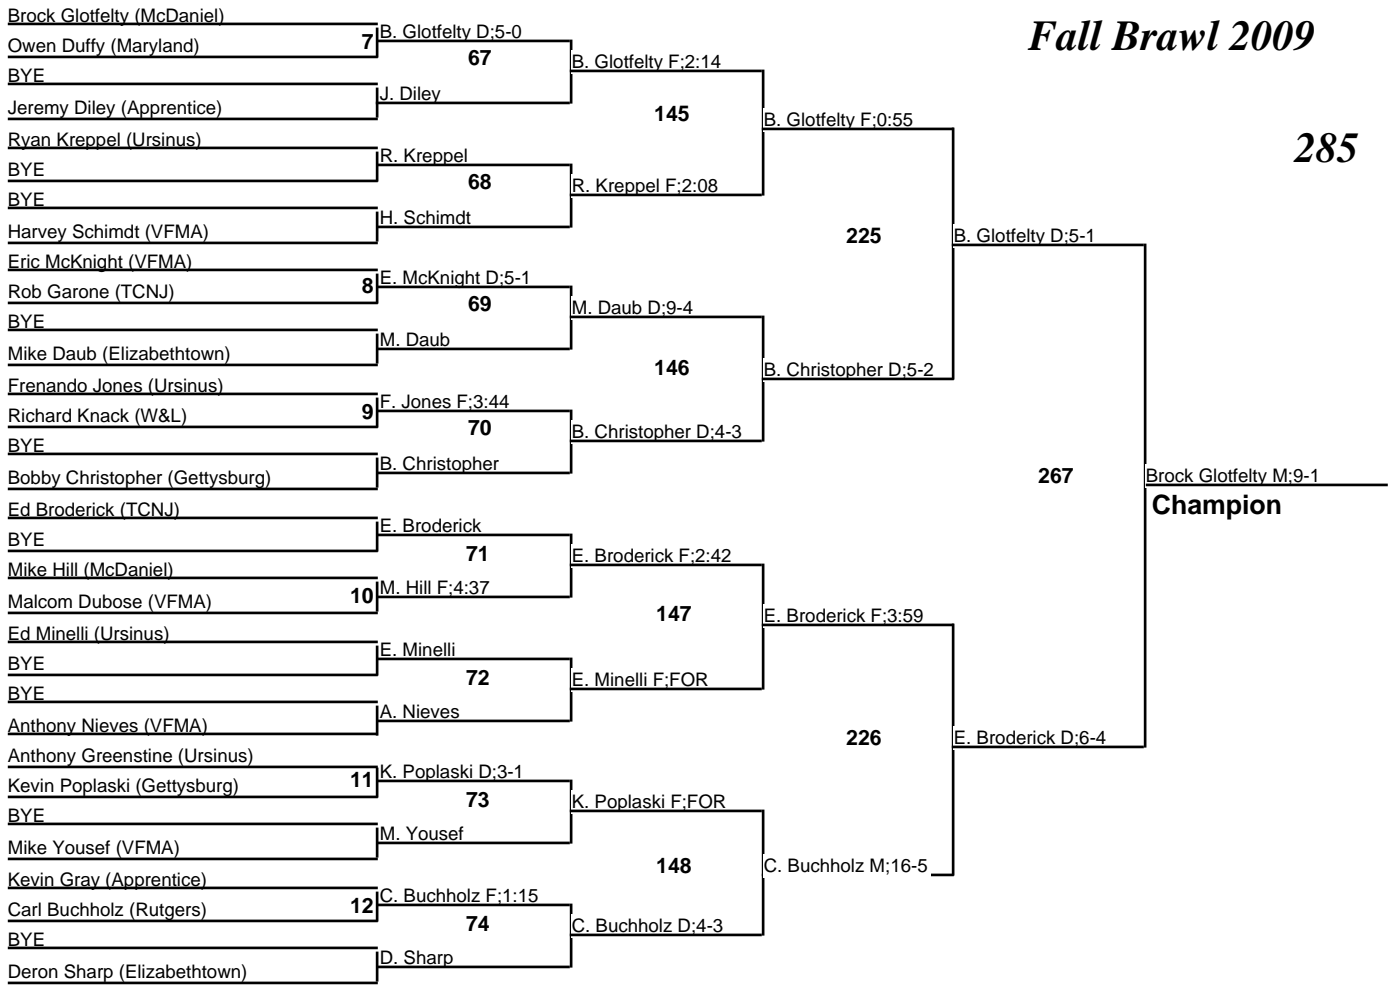 Fall Brawl 2009
285
Brock Glotfelty (McDaniel)
Owen Duffy (Maryland)
7
BYE
Jeremy Diley (Apprentice)
Ryan Kreppel (Ursinus)
BYE
BYE
Harvey Schimdt (VFMA)
Eric McKnight (VFMA)
Rob Garone (TCNJ)
8
BYE
Mike Daub (Elizabethtown)
Frenando Jones (Ursinus)
Richard Knack (W&L)
9
BYE
Bobby Christopher (Gettysburg)
Ed Broderick (TCNJ)
BYE
Mike Hill (McDaniel)
Malcom Dubose (VFMA)
10
Ed Minelli (Ursinus)
BYE
BYE
Anthony Nieves (VFMA)
Anthony Greenstine (Ursinus)
Kevin Poplaski (Gettysburg)
11
BYE
Mike Yousef (VFMA)
Kevin Gray (Apprentice)
Carl Buchholz (Rutgers)
12
BYE
Deron Sharp (Elizabethtown)
B. Glotfelty D;5-0
67
J. Diley
R. Kreppel
68
H. Schimdt
E. McKnight D;5-1
69
M. Daub
F. Jones F;3:44
70
B. Christopher
E. Broderick
71
M. Hill F;4:37
E. Minelli
72
A. Nieves
K. Poplaski D;3-1
73
M. Yousef
C. Buchholz F;1:15
74
D. Sharp
B. Glotfelty F;2:14
145
R. Kreppel F;2:08
M. Daub D;9-4
146
B. Christopher D;4-3
E. Broderick F;2:42
147
E. Minelli F;FOR
K. Poplaski F;FOR
148
C. Buchholz D;4-3
B. Glotfelty F;0:55
225
B. Christopher D;5-2
E. Broderick F;3:59
226
C. Buchholz M;16-5
B. Glotfelty D;5-1
267
E. Broderick D;6-4
Brock Glotfelty M;9-1
Champion